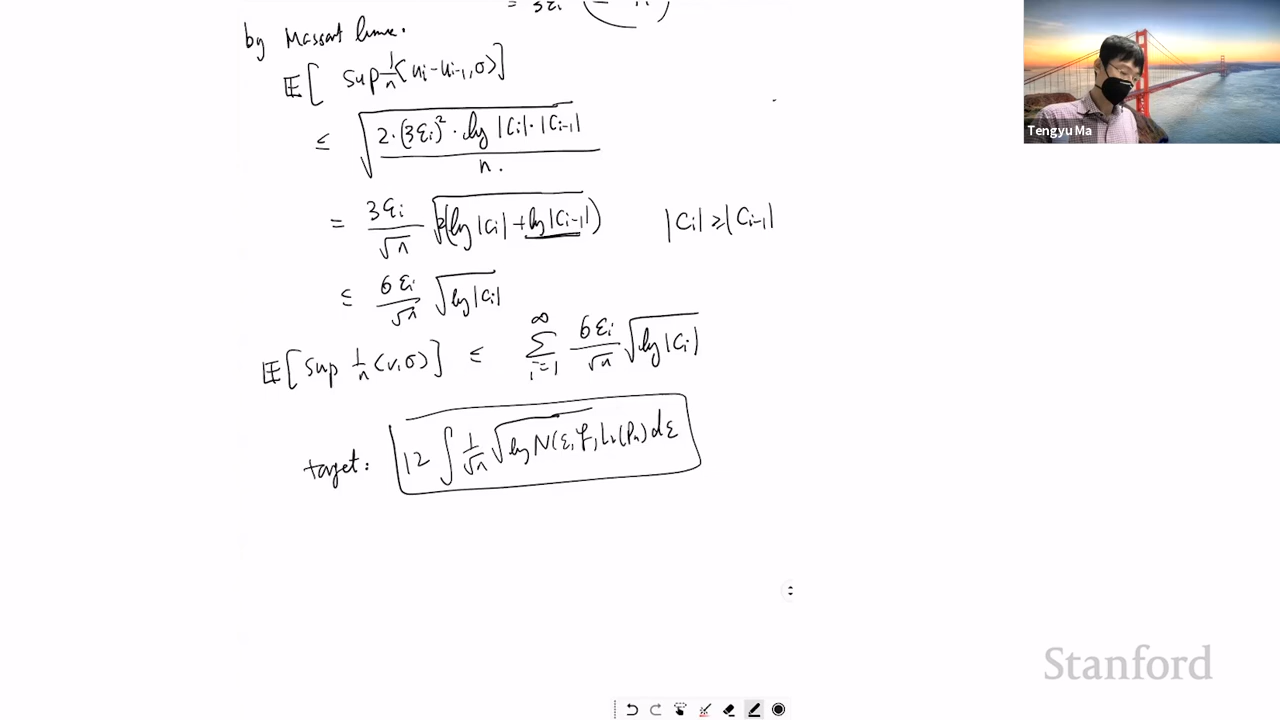 = 3εi
by Massart lemma.
𝔼[ sup 1/n ⟨ui-ui-1, σ⟩]
≤ √(2·(3εi)²·log |Ci|·|Ci-1| / n.)
= 3εi/√n √(2(log |Ci| + log |Ci-1|)) |Ci| ≥ |Ci-1|
≤ 6εi/√n √(log |Ci|)
𝔼[sup 1/n ⟨v, σ⟩] ≤ ∑_{i=1}^{∞} 6εi/√n √(log |Ci|)
target: 12 ∫ 1/√n √(log N(ε, F, L2(Pn)) dε
Tengyu Ma
Stanford